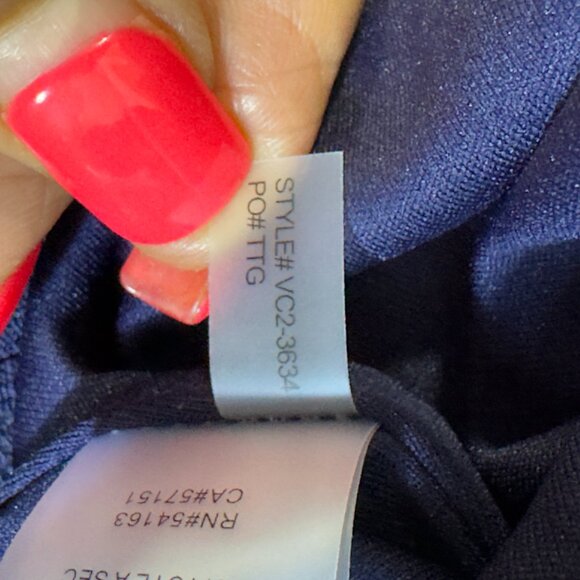 STYLE# VC2-3634
PO# TTG
RN#54163
CA#57151